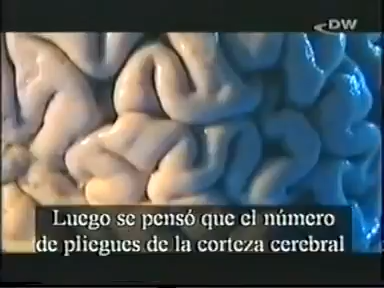 DW
Luego se pensó que el número
de pliegues de la corteza cerebral